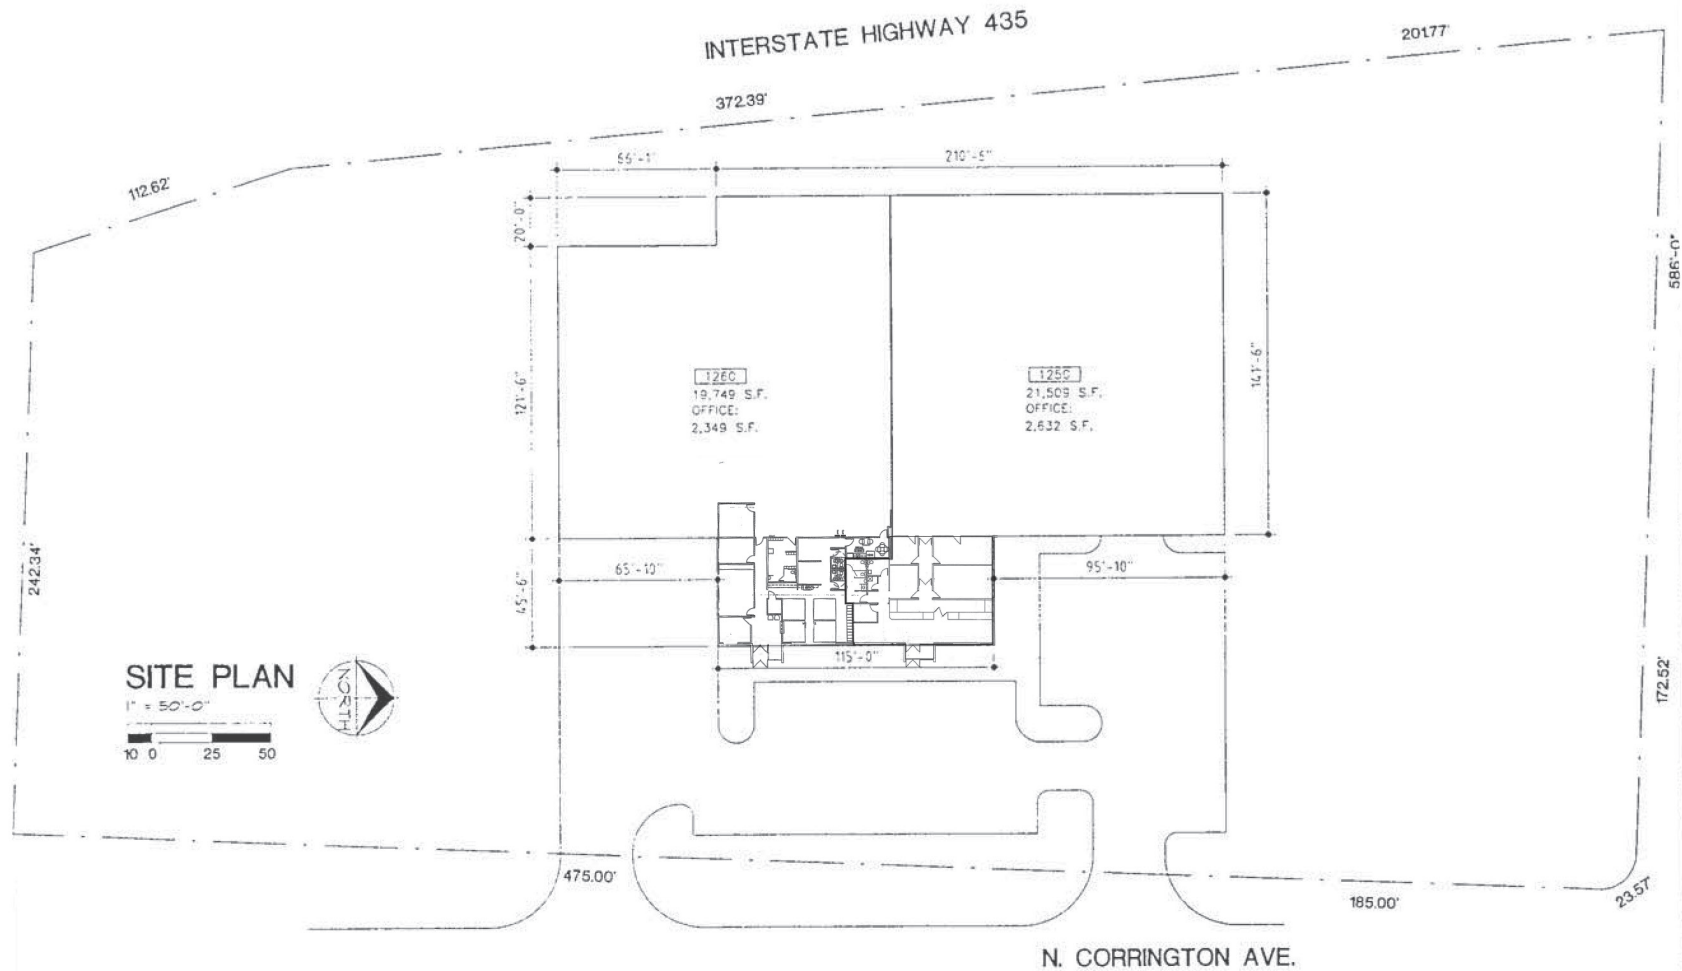 INTERSTATE HIGHWAY 435
201.77'
372.39'
112.62'
66'-1"
210'-5"
20'-0"
586'-0"
121'-6"
141'-6"
1260
19,749 S.F.
OFFICE:
2,349 S.F.
1250
21,509 S.F.
OFFICE:
2,632 S.F.
242.34'
45'-6"
65'-10"
95'-10"
115'-0"
172.52'
SITE PLAN
1" = 50'-0"
NORTH
10 0 25 50
475.00'
185.00'
23.57'
N. CORRINGTON AVE.